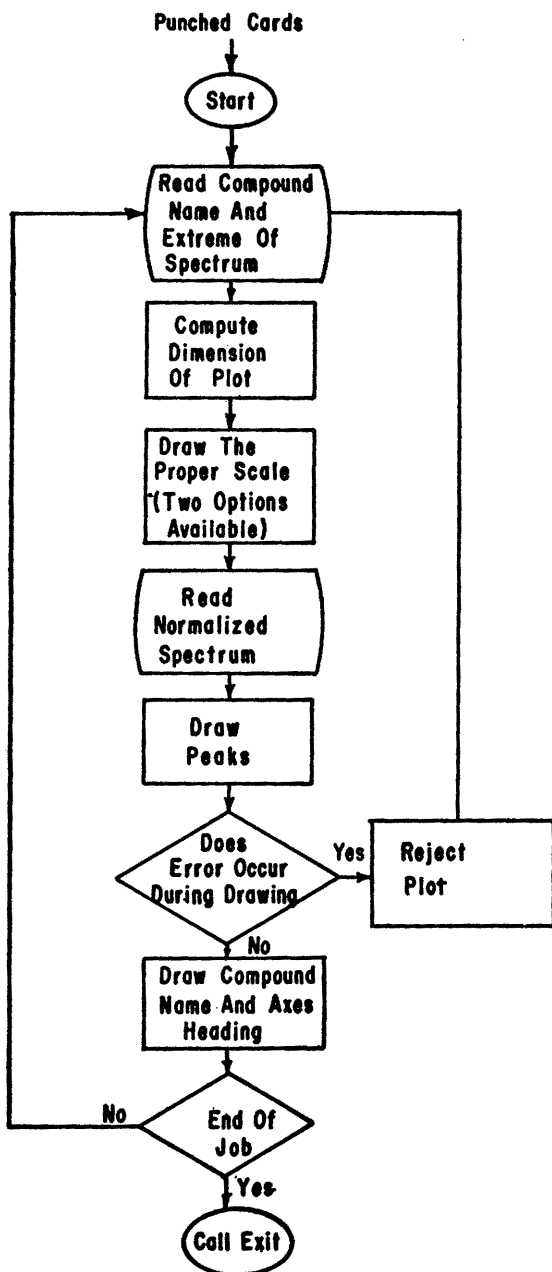 Punched Cards
Start
Read Compound
Name And
Extreme Of
Spectrum
Compute
Dimension
Of Plot
Draw The
Proper Scale
(Two Options
Available)
Read
Normalized
Spectrum
Draw
Peaks
Does
Error Occur
During Drawing
Yes
Reject
Plot
No
Draw Compound
Name And Axes
Heading
No
End Of
Job
Yes
Call Exit